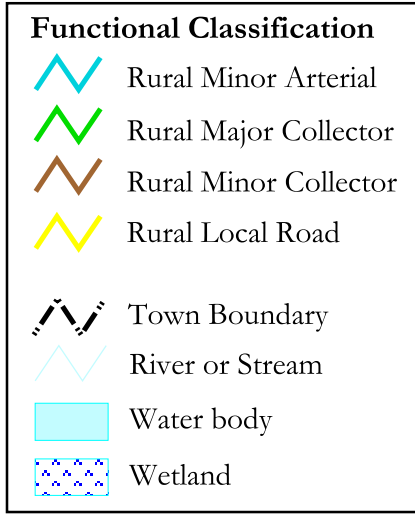 Functional Classification
Rural Minor Arterial
Rural Major Collector
Rural Minor Collector
Rural Local Road
Town Boundary
River or Stream
Water body
Wetland